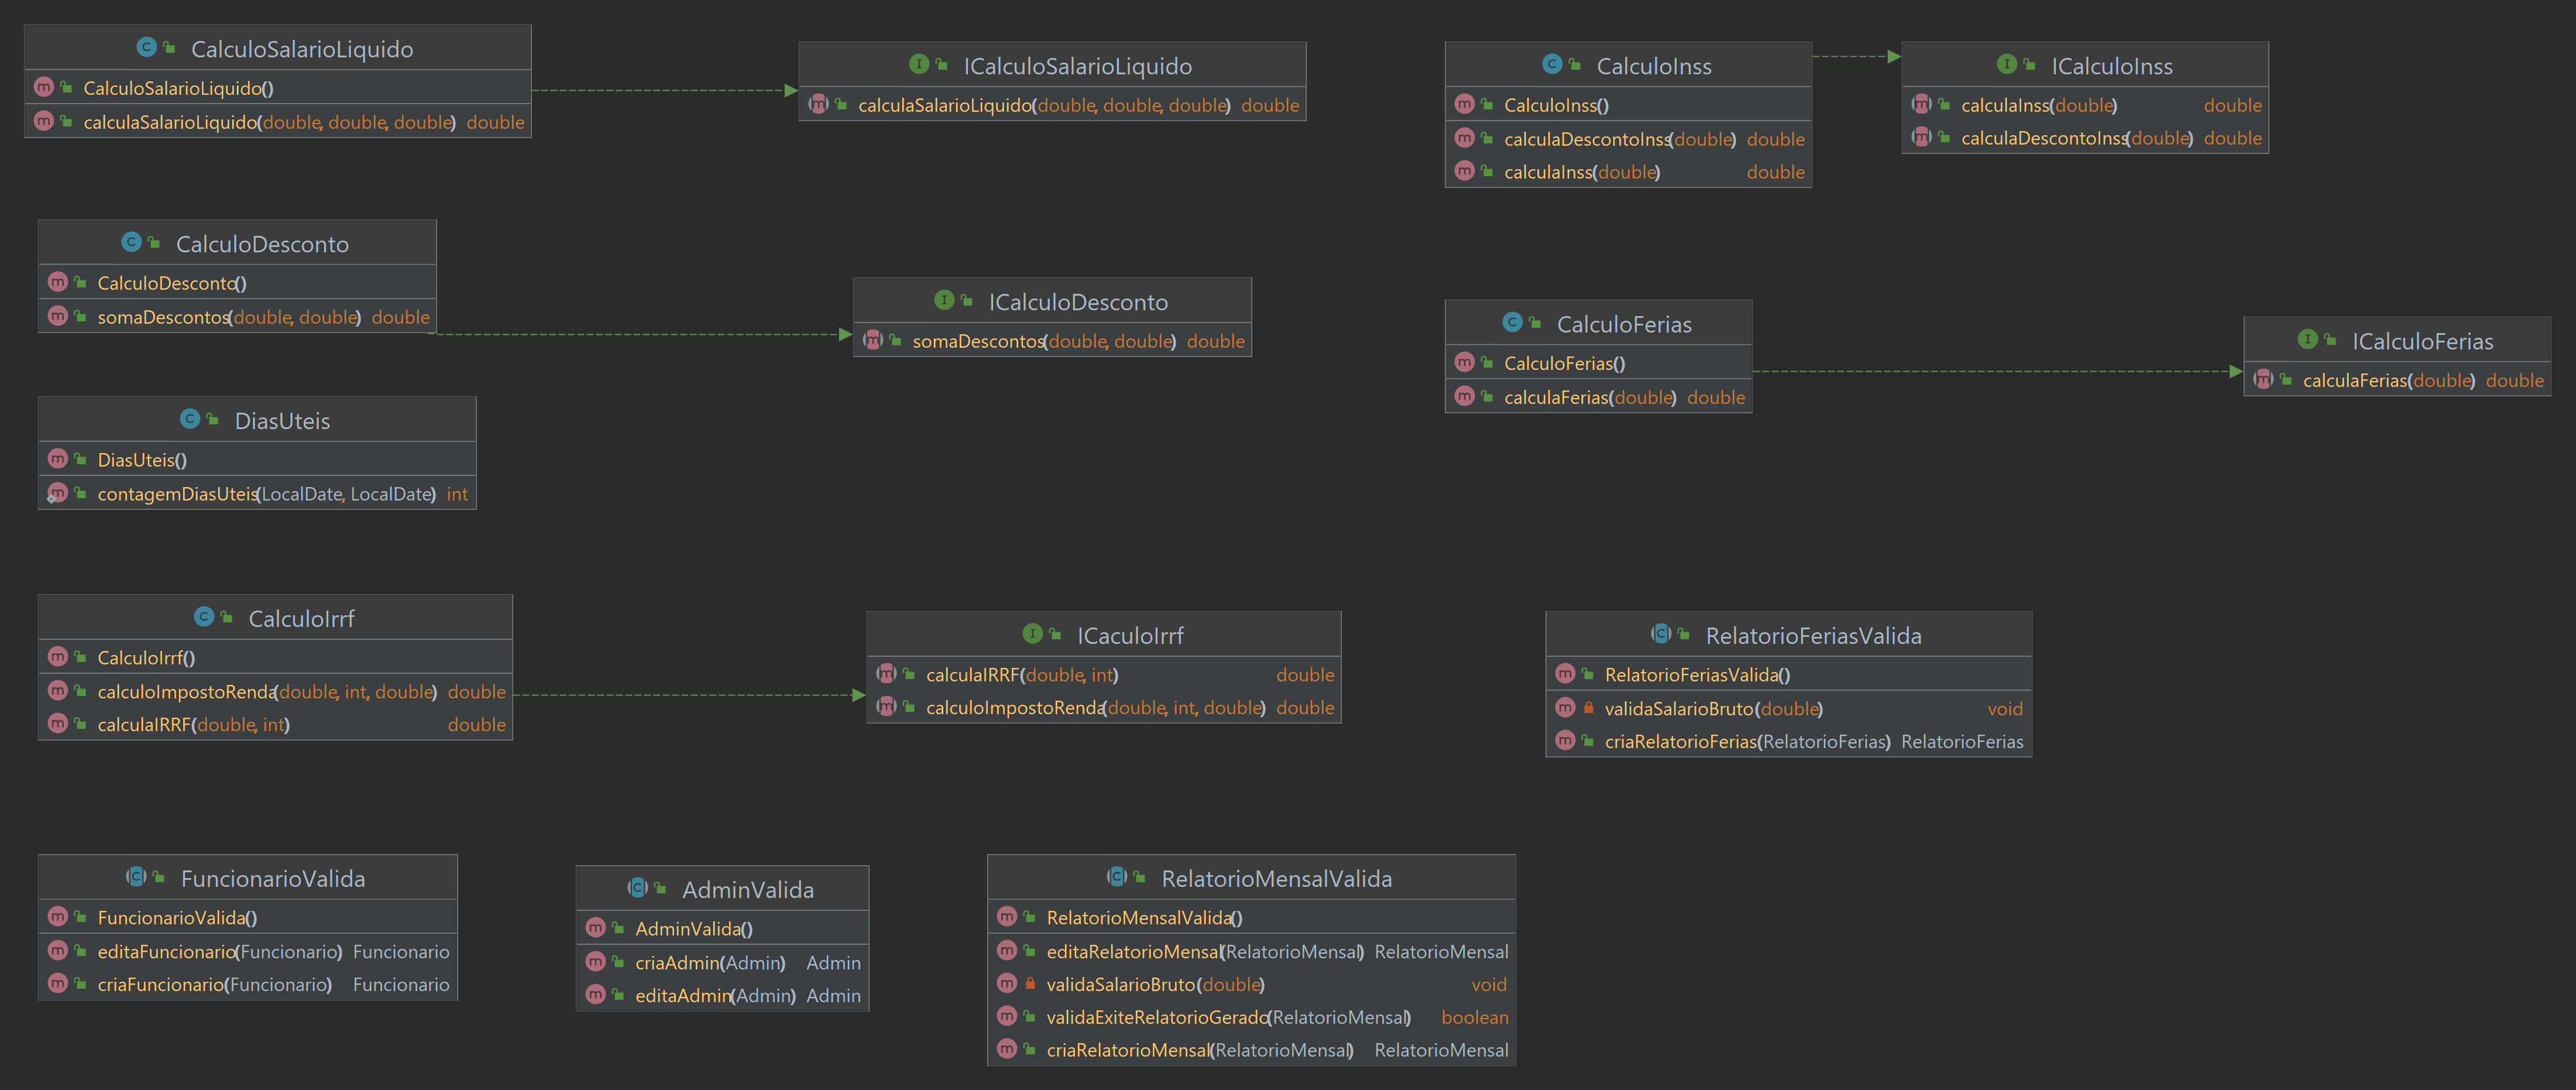 CalculoSalarioLiquido
CalculoSalarioLiquido()
calculaSalarioLiquido(double, double, double) double
ICalculoSalarioLiquido
calculaSalarioLiquido(double, double, double) double
CalculoInss
CalculoInss()
calculaDescontoInss(double) double
calculaInss(double) double
ICalculoInss
calculaInss(double) double
calculaDescontoInss(double) double
CalculoDesconto
CalculoDesconto()
somaDescontos(double, double) double
ICalculoDesconto
somaDescontos(double, double) double
CalculoFerias
CalculoFerias()
calculaFerias(double) double
ICalculoFerias
calculaFerias(double) double
DiasUteis
DiasUteis()
contagemDiasUteis(LocalDate, LocalDate) int
CalculoIrrf
CalculoIrrf()
calculoImpostoRenda(double, int, double) double
calculaIRRF(double, int) double
ICaculoIrrf
calculaIRRF(double, int) double
calculoImpostoRenda(double, int, double) double
RelatorioFeriasValida
RelatorioFeriasValida()
validaSalarioBruto(double) void
criaRelatorioFerias(RelatorioFerias) RelatorioFerias
FuncionarioValida
FuncionarioValida()
editaFuncionario(Funcionario) Funcionario
criaFuncionario(Funcionario) Funcionario
AdminValida
AdminValida()
criaAdmin(Admin) Admin
editaAdmin(Admin) Admin
RelatorioMensalValida
RelatorioMensalValida()
editaRelatorioMensal(RelatorioMensal) RelatorioMensal
validaSalarioBruto(double) void
validaExiteRelatorioGerado(RelatorioMensal) boolean
criaRelatorioMensal(RelatorioMensal) RelatorioMensal